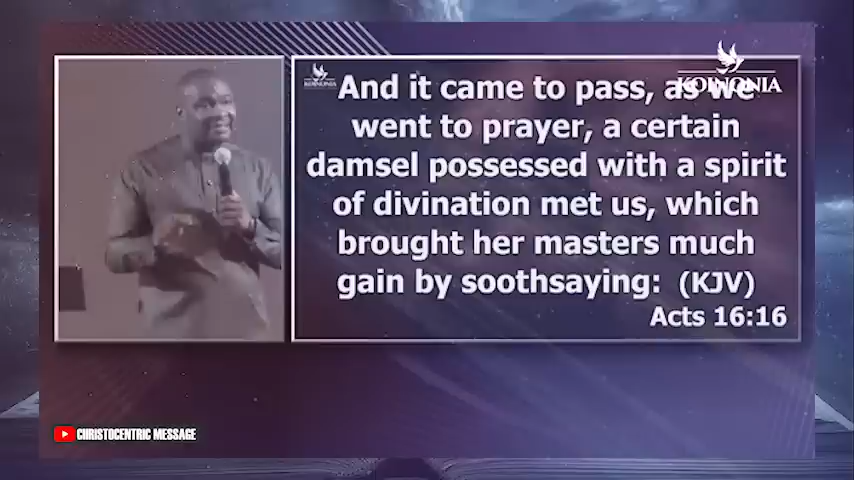 KOINONIA
KOINONIA
And it came to pass, as we
went to prayer, a certain
damsel possessed with a spirit
of divination met us, which
brought her masters much
gain by soothsaying: (KJV)
Acts 16:16
CHRISTOCENTRIC MESSAGE